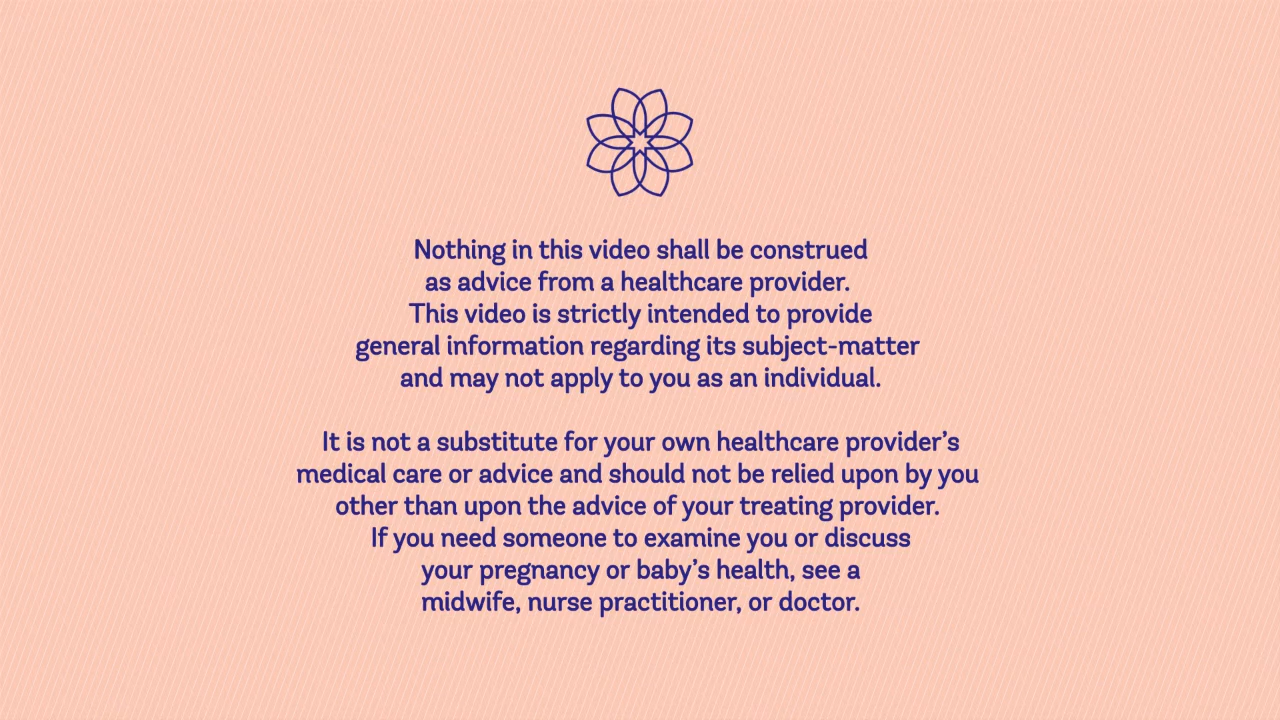 Nothing in this video shall be construed
as advice from a healthcare provider.
This video is strictly intended to provide
general information regarding its subject-matter
and may not apply to you as an individual.
It is not a substitute for your own healthcare provider’s
medical care or advice and should not be relied upon by you
other than upon the advice of your treating provider.
If you need someone to examine you or discuss
your pregnancy or baby’s health, see a
midwife, nurse practitioner, or doctor.